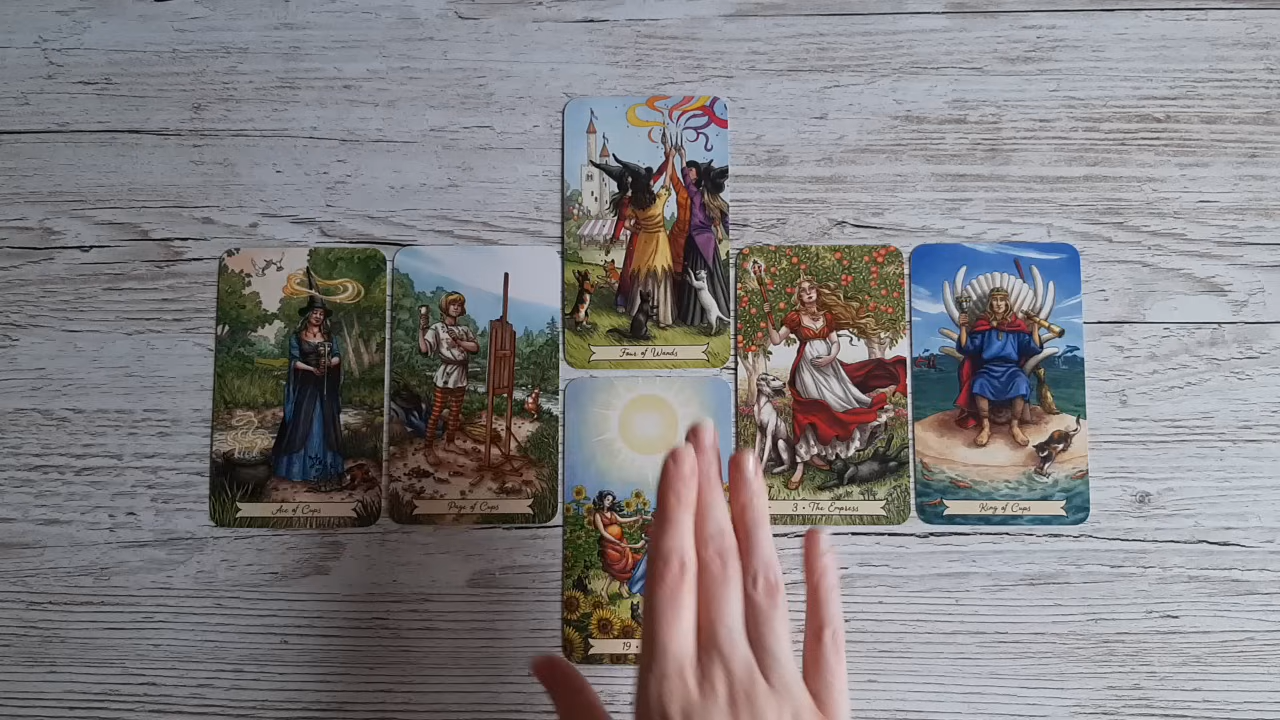 Four of Wands
Ace of Cups
Page of Cups
3 • The Empress
King of Cups
19 •